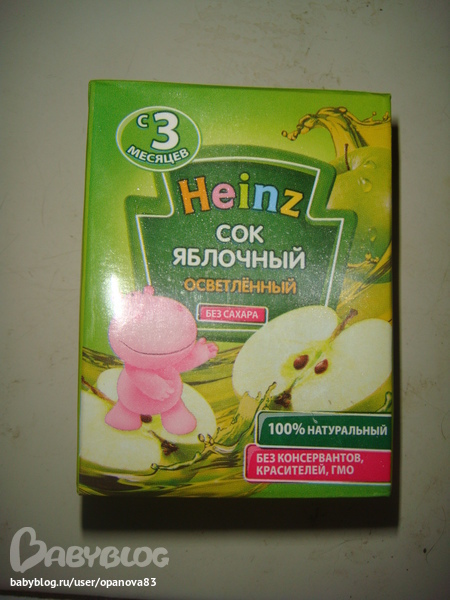 С 3
МЕСЯЦЕВ
Heinz
СОК
ЯБЛОЧНЫЙ
ОСВЕТЛЁННЫЙ
БЕЗ САХАРА
100% НАТУРАЛЬНЫЙ
БЕЗ КОНСЕРВАНТОВ,
КРАСИТЕЛЕЙ, ГМО
BABYBLOG
babyblog.ru/user/opanova83